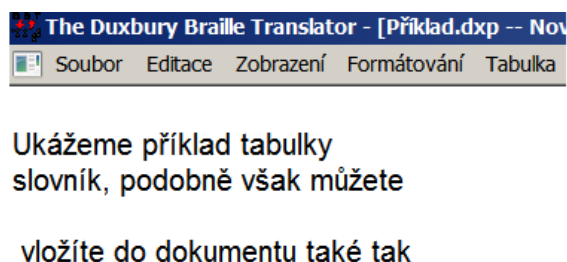 The Duxbury Braille Translator - [Příklad.dxp -- Nov
Soubor Editace Zobrazení Formátování Tabulka
Ukážeme příklad tabulky
slovník, podobně však můžete
vložíte do dokumentu také tak